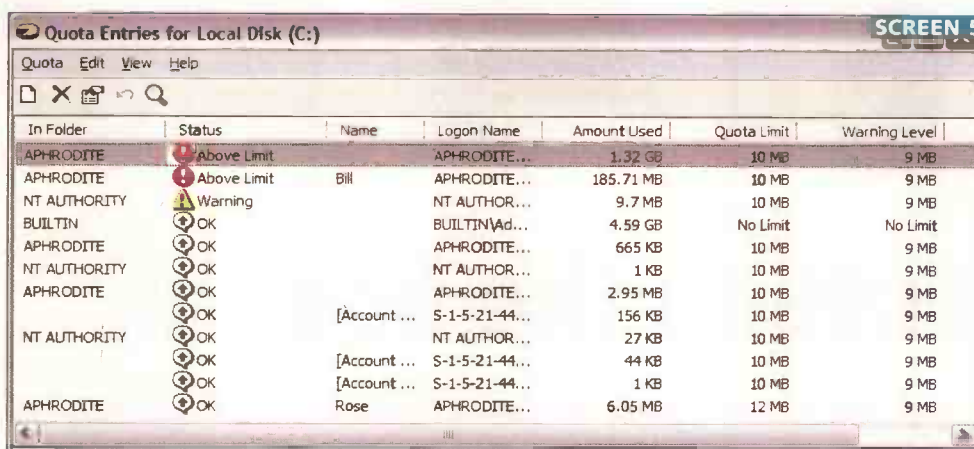 Quota Entries for Local Disk (C:)
SCREEN 5
Quota Edit View Help
In Folder Status Name Logon Name Amount Used Quota Limit Warning Level
APHRODITE Above Limit APHRODITE... 1.32 GB 10 MB 9 MB
APHRODITE Above Limit Bill APHRODITE... 185.71 MB 10 MB 9 MB
NT AUTHORITY Warning NT AUTHOR... 9.7 MB 10 MB 9 MB
BUILTIN OK BUILTIN\Ad... 4.59 GB No Limit No Limit
APHRODITE OK APHRODITE... 665 KB 10 MB 9 MB
NT AUTHORITY OK NT AUTHOR... 1 KB 10 MB 9 MB
APHRODITE OK APHRODITE... 2.95 MB 10 MB 9 MB
OK [Account ... S-1-5-21-44... 156 KB 10 MB 9 MB
NT AUTHORITY OK NT AUTHOR... 27 KB 10 MB 9 MB
OK [Account ... S-1-5-21-44... 44 KB 10 MB 9 MB
OK [Account ... S-1-5-21-44... 1 KB 10 MB 9 MB
APHRODITE OK Rose APHRODITE... 6.05 MB 12 MB 9 MB